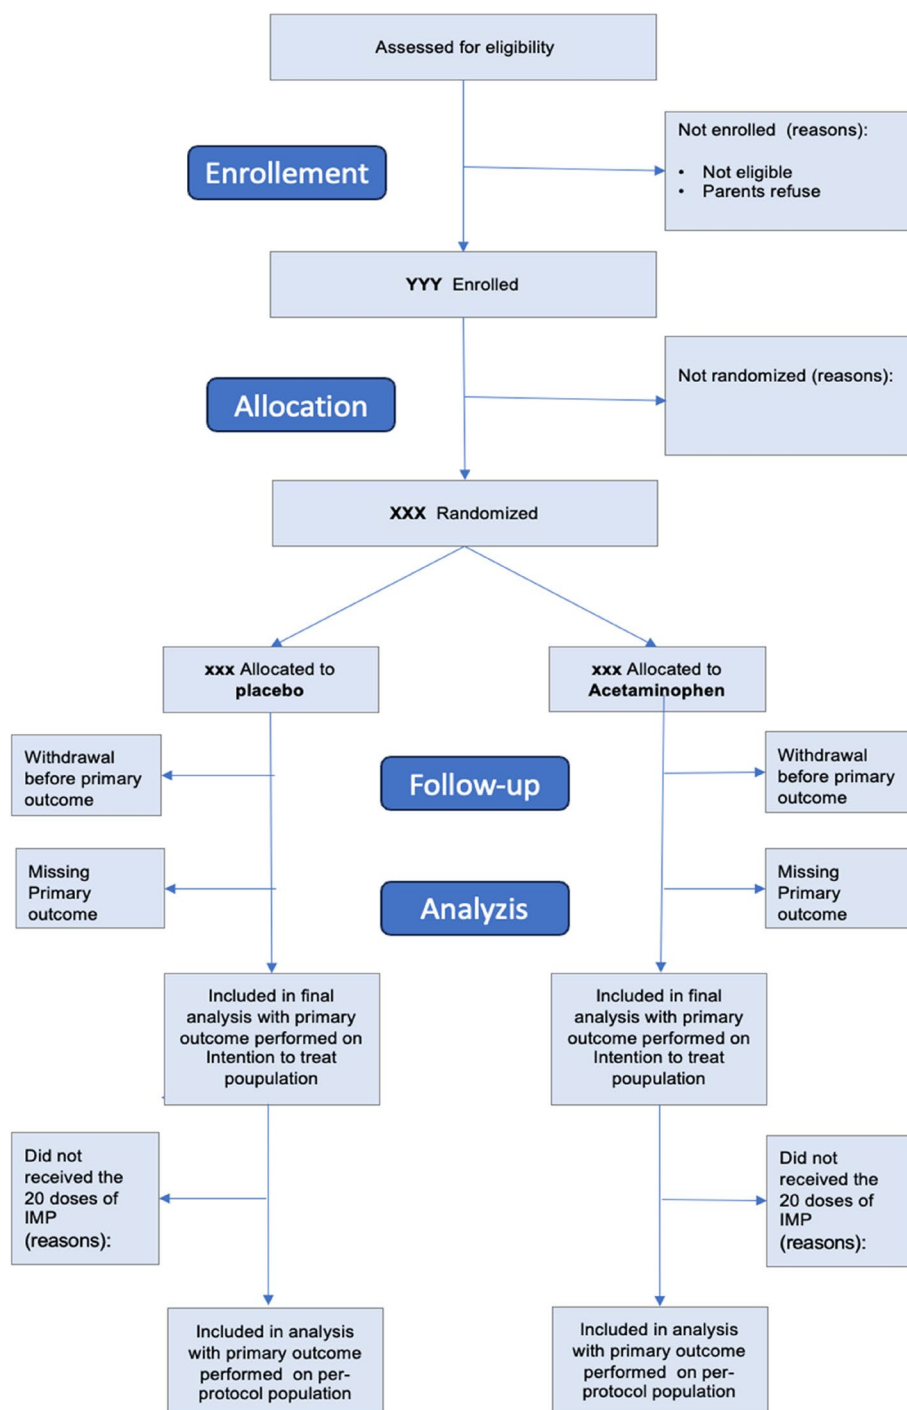 Assessed for eligibility
Enrollement
Not enrolled (reasons):
• Not eligible
• Parents refuse
YYY Enrolled
Allocation
Not randomized (reasons):
XXX Randomized
xxx Allocated to
placebo
xxx Allocated to
Acetaminophen
Withdrawal
before primary
outcome
Follow-up
Withdrawal
before primary
outcome
Missing
Primary
outcome
Analyzis
Missing
Primary
outcome
Included in final
analysis with primary
outcome performed on
Intention to treat
poupulation
Included in final
analysis with primary
outcome performed on
Intention to treat
poupulation
Did not
received the
20 doses of
IMP
(reasons):
Did not
received the
20 doses of
IMP
(reasons):
Included in analysis
with primary outcome
performed on per-
protocol population
Included in analysis
with primary outcome
performed on per-
protocol population